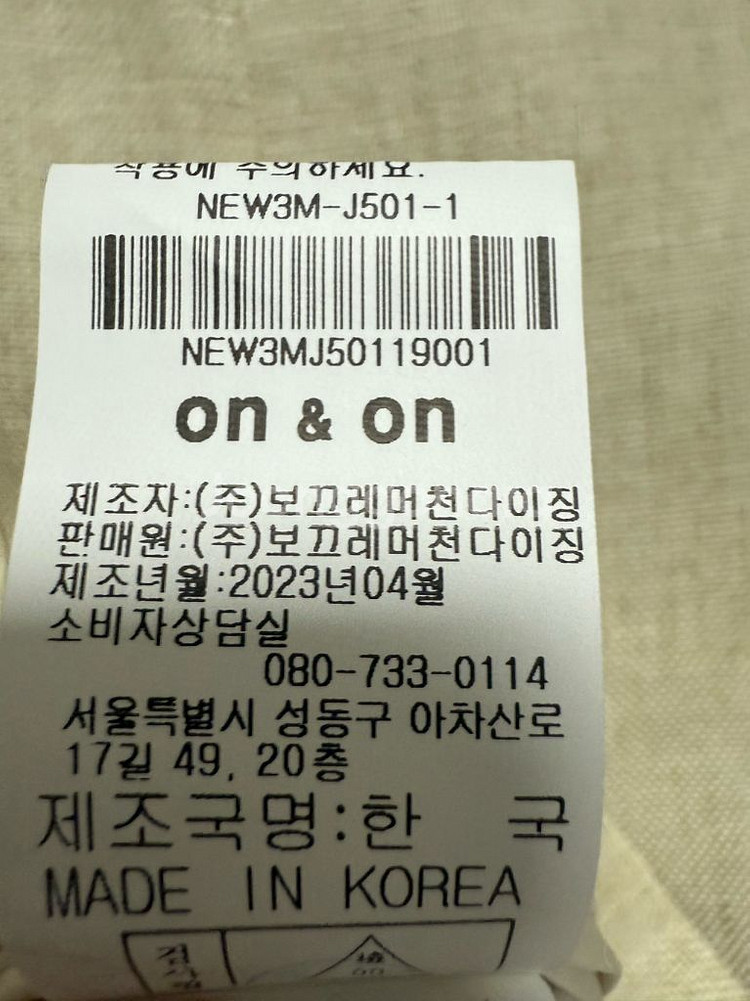 착용에 주의하세요.
NEW3M-J501-1
NEW3MJ50119001
on & on
제조자:(주)보끄레머천다이징
판매원:(주)보끄레머천다이징
제조년월:2023년04월
소비자상담실
080-733-0114
서울특별시 성동구 아차산로
17길 49, 20층
제조국명:한 국
MADE IN KOREA